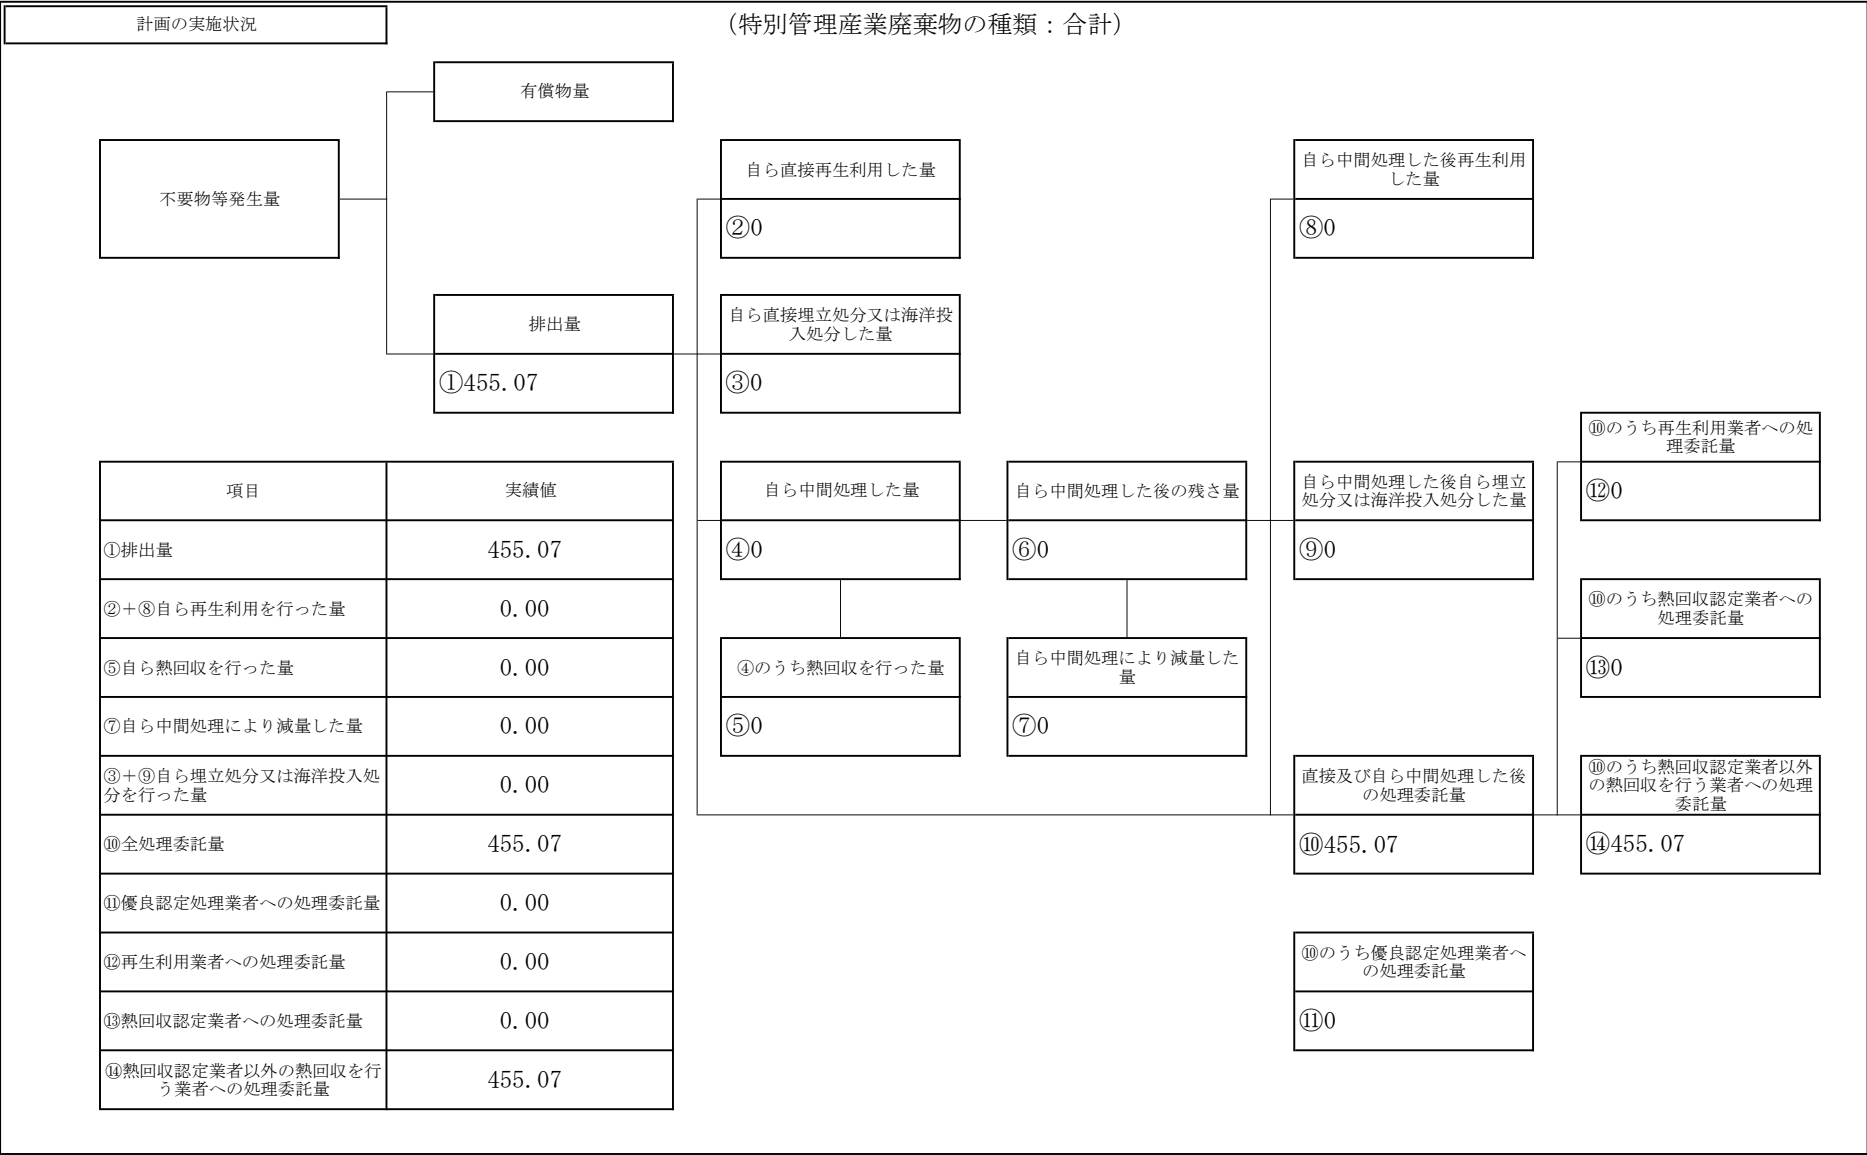 計画の実施状況
（特別管理産業廃棄物の種類：合計）
有償物量
不要物等発生量
自ら直接再生利用した量
②0
自ら中間処理した後再生利用
した量
⑧0
排出量
①455.07
自ら直接埋立処分又は海洋投
入処分した量
③0
⑩のうち再生利用業者への処
理委託量
⑫0
自ら中間処理した量
④0
自ら中間処理した後の残さ量
⑥0
自ら中間処理した後自ら埋立
処分又は海洋投入処分した量
⑨0
⑩のうち熱回収認定業者への
処理委託量
⑬0
④のうち熱回収を行った量
⑤0
自ら中間処理により減量した
量
⑦0
直接及び自ら中間処理した後
の処理委託量
⑩455.07
⑩のうち熱回収認定業者以外
の熱回収を行う業者への処理
委託量
⑭455.07
⑩のうち優良認定処理業者へ
の処理委託量
⑪0
項目 実績値
①排出量 455.07
②＋⑧自ら再生利用を行った量 0.00
⑤自ら熱回収を行った量 0.00
⑦自ら中間処理により減量した量 0.00
③＋⑨自ら埋立処分又は海洋投入処
分を行った量 0.00
⑩全処理委託量 455.07
⑪優良認定処理業者への処理委託量 0.00
⑫再生利用業者への処理委託量 0.00
⑬熱回収認定業者への処理委託量 0.00
⑭熱回収認定業者以外の熱回収を行
う業者への処理委託量 455.07